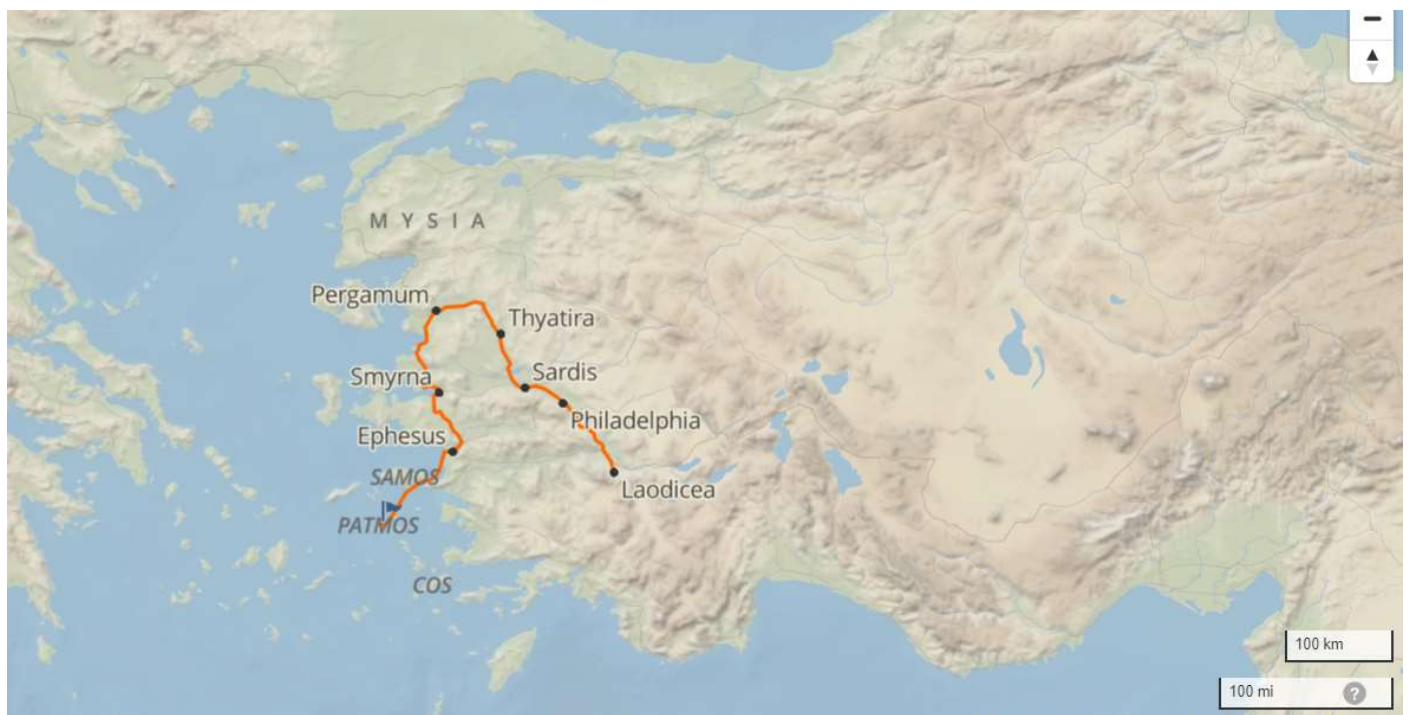 MYSIA
Pergamum
Thyatira
Sardis
Smyrna
Philadelphia
Ephesus
SAMOS
Laodicea
PATMOS
COS
100 km
100 mi
?